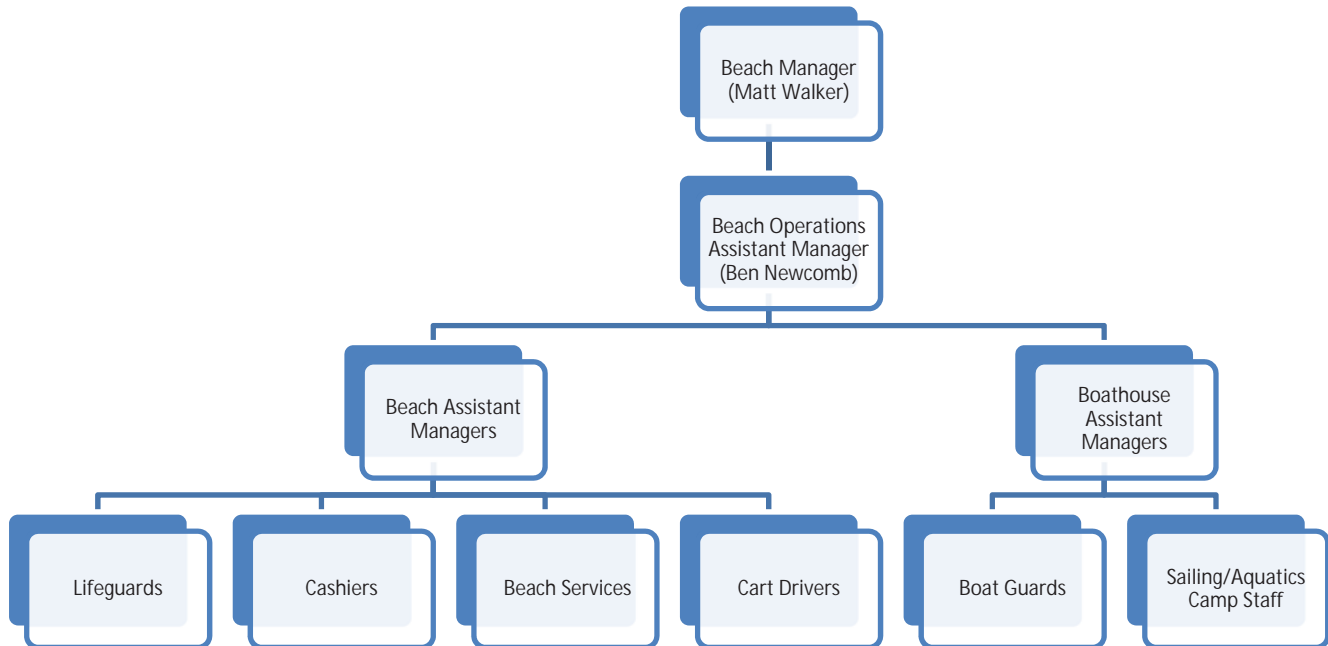 Beach Manager
(Matt Walker)
Beach Operations
Assistant Manager
(Ben Newcomb)
Beach Assistant
Managers
Boathouse
Assistant
Managers
Lifeguards
Cashiers
Beach Services
Cart Drivers
Boat Guards
Sailing/Aquatics
Camp Staff